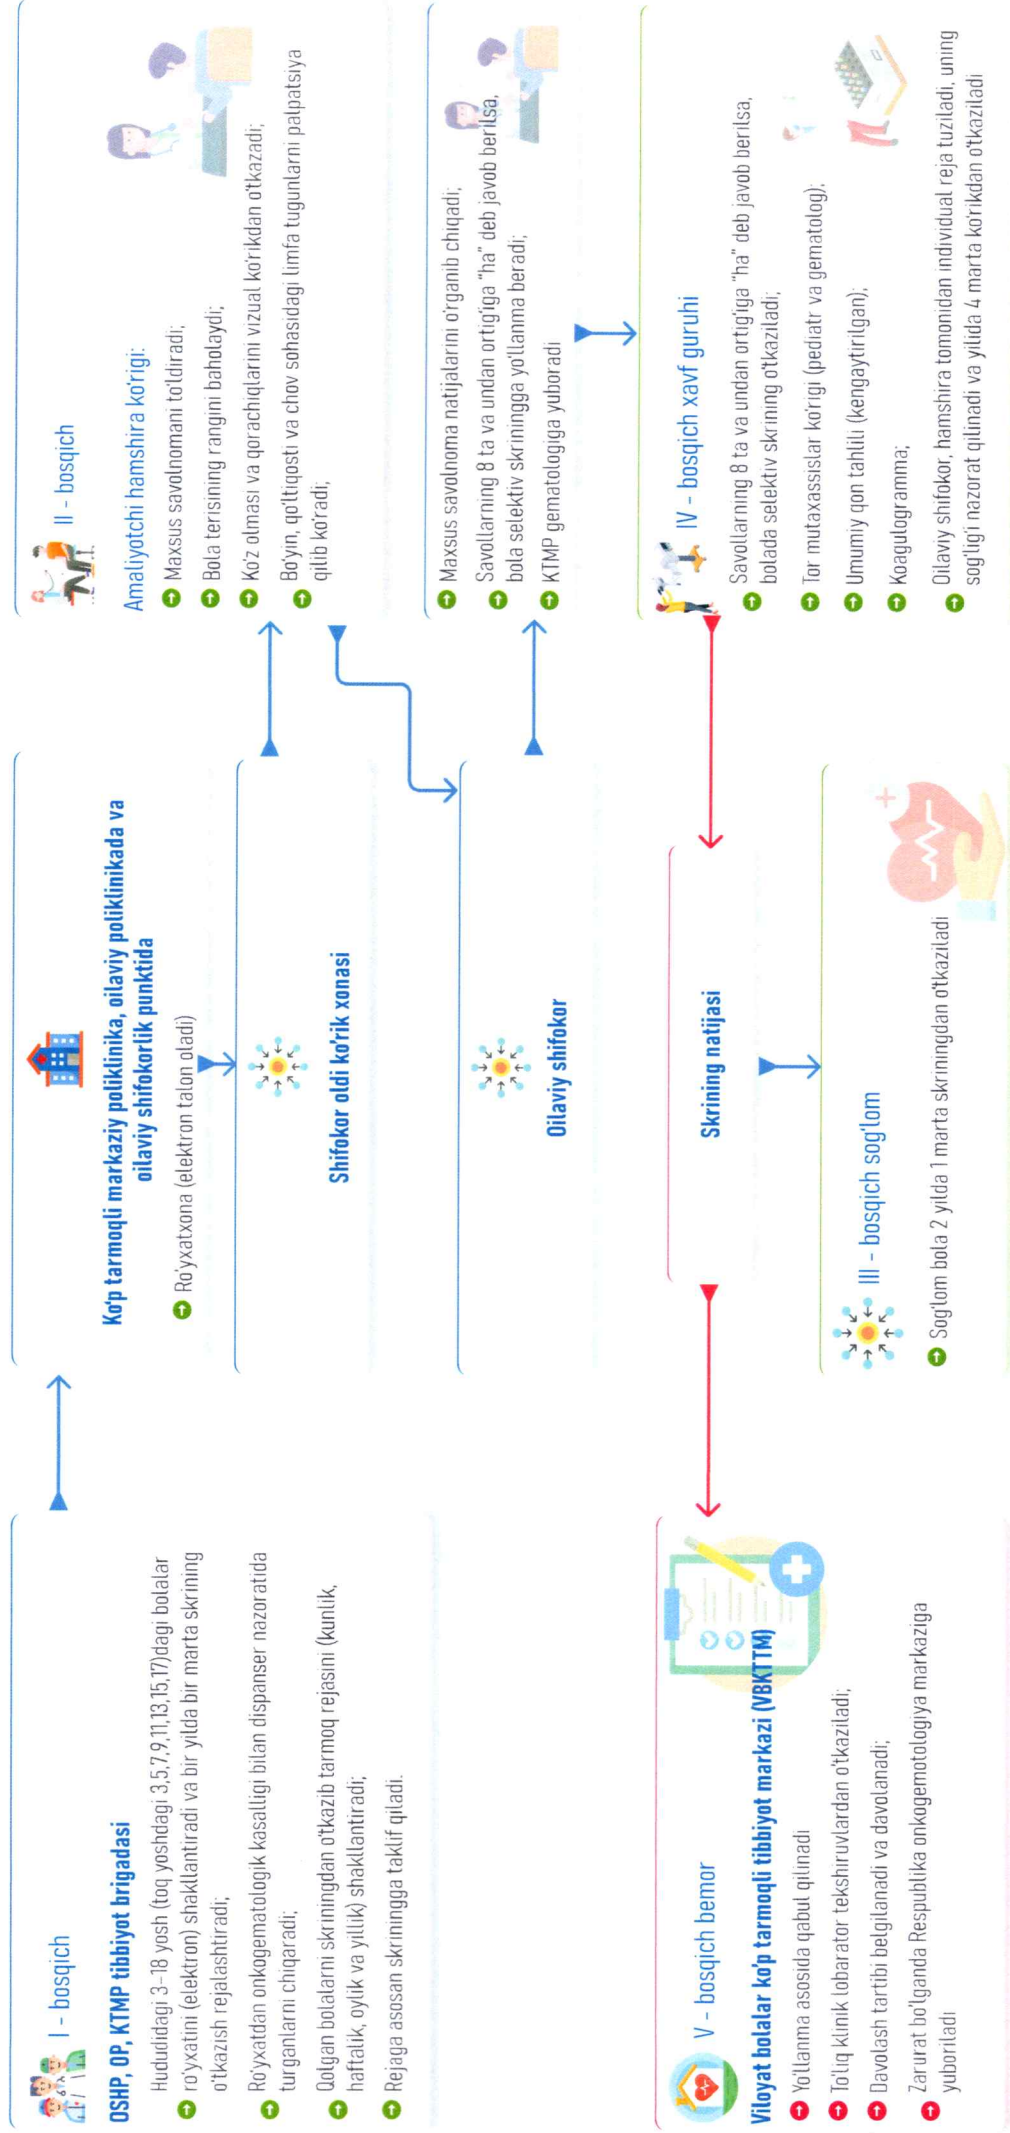 I - bosqich
OSHP, OP, KTMP tibbiyot brigadasi
Hududidagi 3-18 yosh (toq yoshdagi 3,5,7,9,11,13,15,17)dagi bolalar
ro'yxatini (elektron) shakllantiradi va bir yilda bir marta skrining
o'tkazish rejalashtiradi;
Ro'yxatdan onkogematologik kasalligi bilan dispanser nazoratida
turganlarni chiqaradi;
Qolgan bolalarni skriningdan o'tkazib tarmoq rejasini (kunlik,
haftalik, oylik va yillik) shakllantiradi;
Rejaga asosan skriningga taklif qiladi.
Ko'p tarmoqli markaziy poliklinika, oilaviy poliklinikada va
oilaviy shifokorlik punktida
Ro'yxatxona (elektron talon oladi)
Shifokor oldi ko'rik xonasi
II - bosqich
Amaliyotchi hamshira ko'rigi:
Maxsus savolnomani to'ldiradi;
Bola terisining rangini baholaydi;
Ko'z olmasi va qorachiqlarini vizual ko'rikdan o'tkazadi;
Bo'yin, qo'ltiqosti va chov sohasidagi limfa tugunlarni palpatsiya
qilib ko'radi;
Oilaviy shifokor
Maxsus savolnoma natijalarini o'rganib chiqadi;
Savollarning 8 ta va undan ortig'iga "ha" deb javob berilsa,
bola selektiv skriningga yo'llanma beradi;
KTMP gematologiga yuboradi
IV - bosqich xavf guruhi
Savollarning 8 ta va undan ortig'iga "ha" deb javob berilsa,
bolada selektiv skrining o'tkaziladi;
Tor mutaxassislar ko'rigi (pediatr va gematolog);
Umumiy qon tahlili (kengaytirilgan);
Koagulogramma;
Oilaviy shifokor, hamshira tomonidan individual reja tuziladi, uning
sog'lig'i nazorat qilinadi va yilida 4 marta ko'rikdan o'tkaziladi
Skrining natijasi
III - bosqich sog'lom
Sog'lom bola 2 yilda 1 marta skriningdan o'tkaziladi
V - bosqich bemor
Viloyat bolalar ko'p tarmoqli tibbiyot markazi (VBKTTM)
Yo'llanma asosida qabul qilinadi
To'liq klinik lobarator tekshiruvlardan o'tkaziladi;
Davolash tartibi belgilanadi va davolanadi;
Zarurat bo'lganda Respublika onkogemotologiya markaziga
yuboriladi